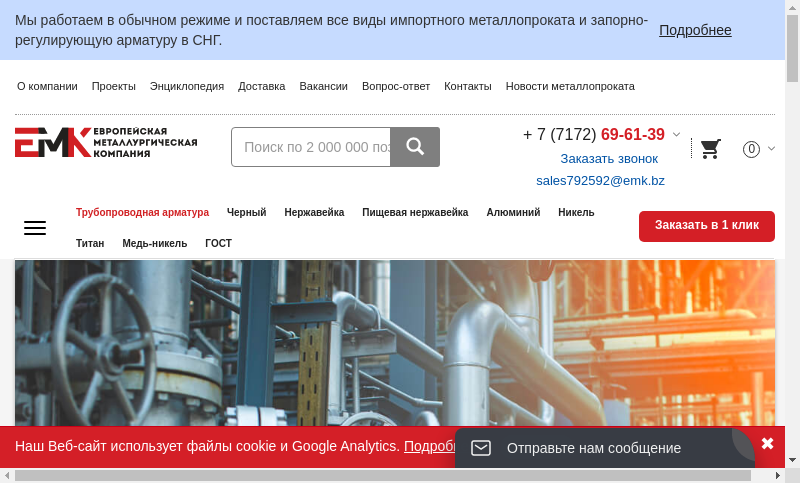 Мы работаем в обычном режиме и поставляем все виды импортного металлопроката и запорно-
регулирующую арматуру в СНГ.
Подробнее
О компании Проекты Энциклопедия Доставка Вакансии Вопрос-ответ Контакты Новости металлопроката
ЕМК ЕВРОПЕЙСКАЯ
МЕТАЛЛУРГИЧЕСКАЯ
КОМПАНИЯ
Поиск по 2 000 000 поз
+ 7 (7172) 69-61-39
Заказать звонок
sales792592@emk.bz
0
Трубопроводная арматура Черный Нержавейка Пищевая нержавейка Алюминий Никель
Титан Медь-никель ГОСТ
Заказать в 1 клик
Наш Веб-сайт использует файлы cookie и Google Analytics. Подробн
Отправьте нам сообщение